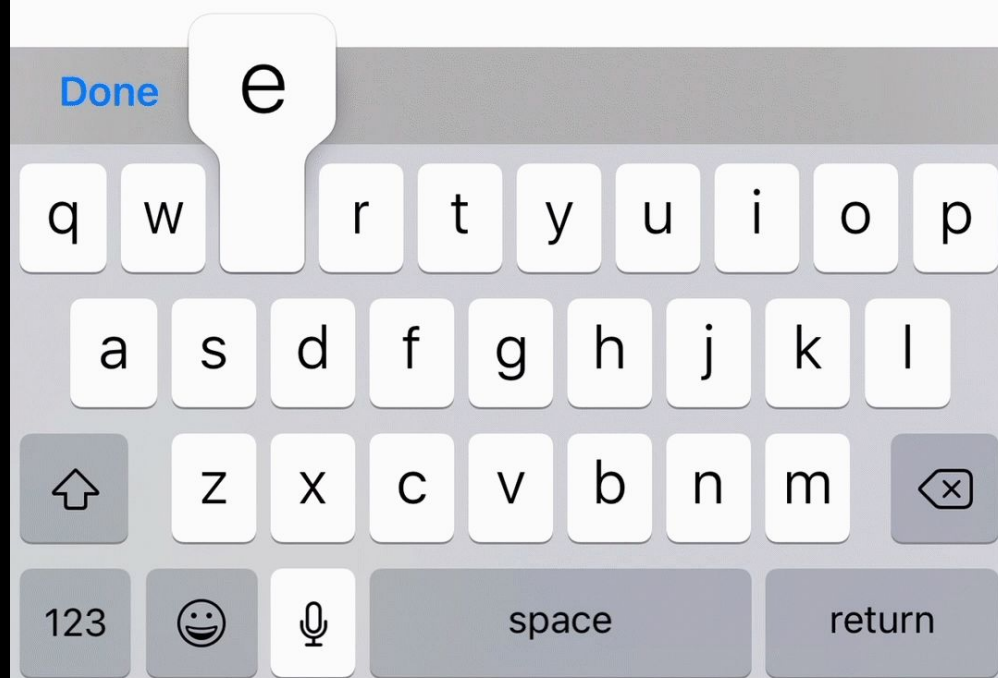 Done
q w e r t y u i o p
a s d f g h j k l
z x c v b n m
123 space return